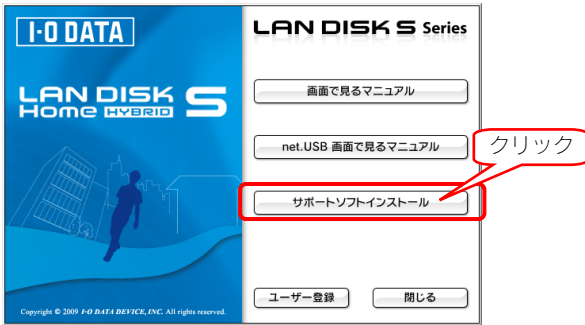 I-O DATA
LAN DISK S Series
LAN DISK
Home HYBRID S
画面で見るマニュアル
net.USB 画面で見るマニュアル
クリック
サポートソフトインストール
ユーザー登録
閉じる
Copyright © 2009 I-O DATA DEVICE, INC. All rights reserved.